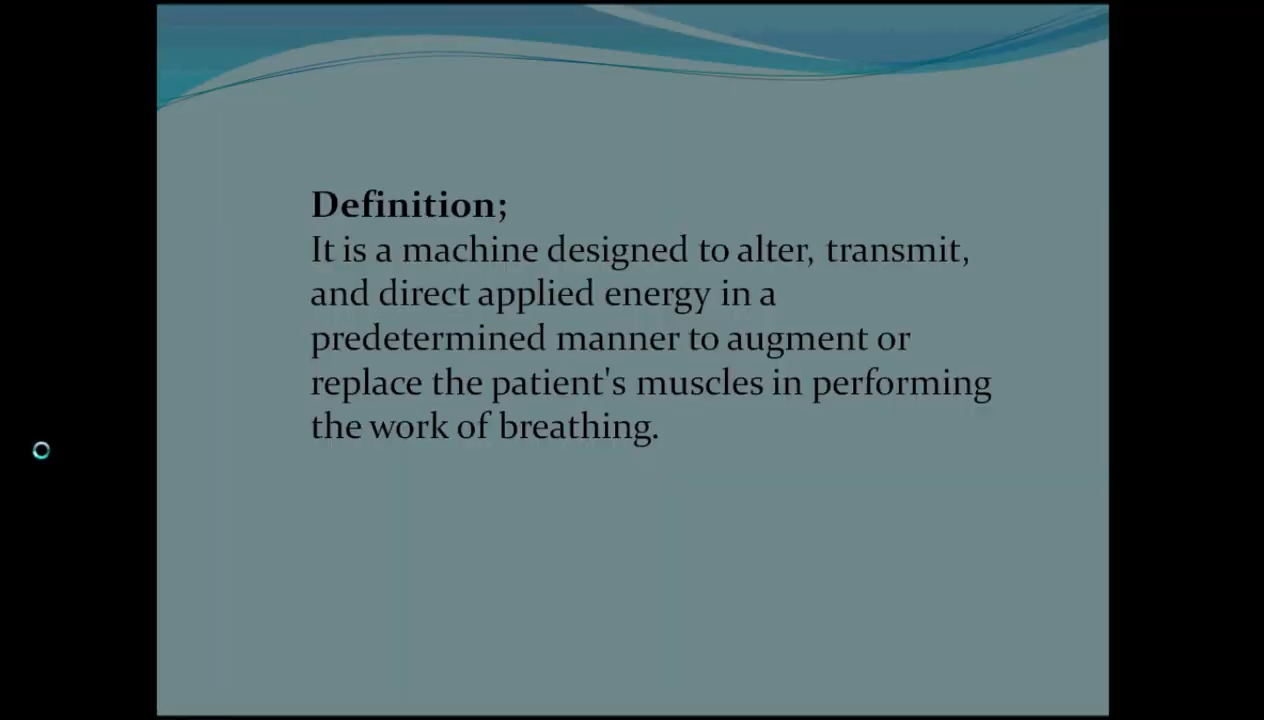 Definition;
It is a machine designed to alter, transmit,
and direct applied energy in a
predetermined manner to augment or
replace the patient's muscles in performing
the work of breathing.